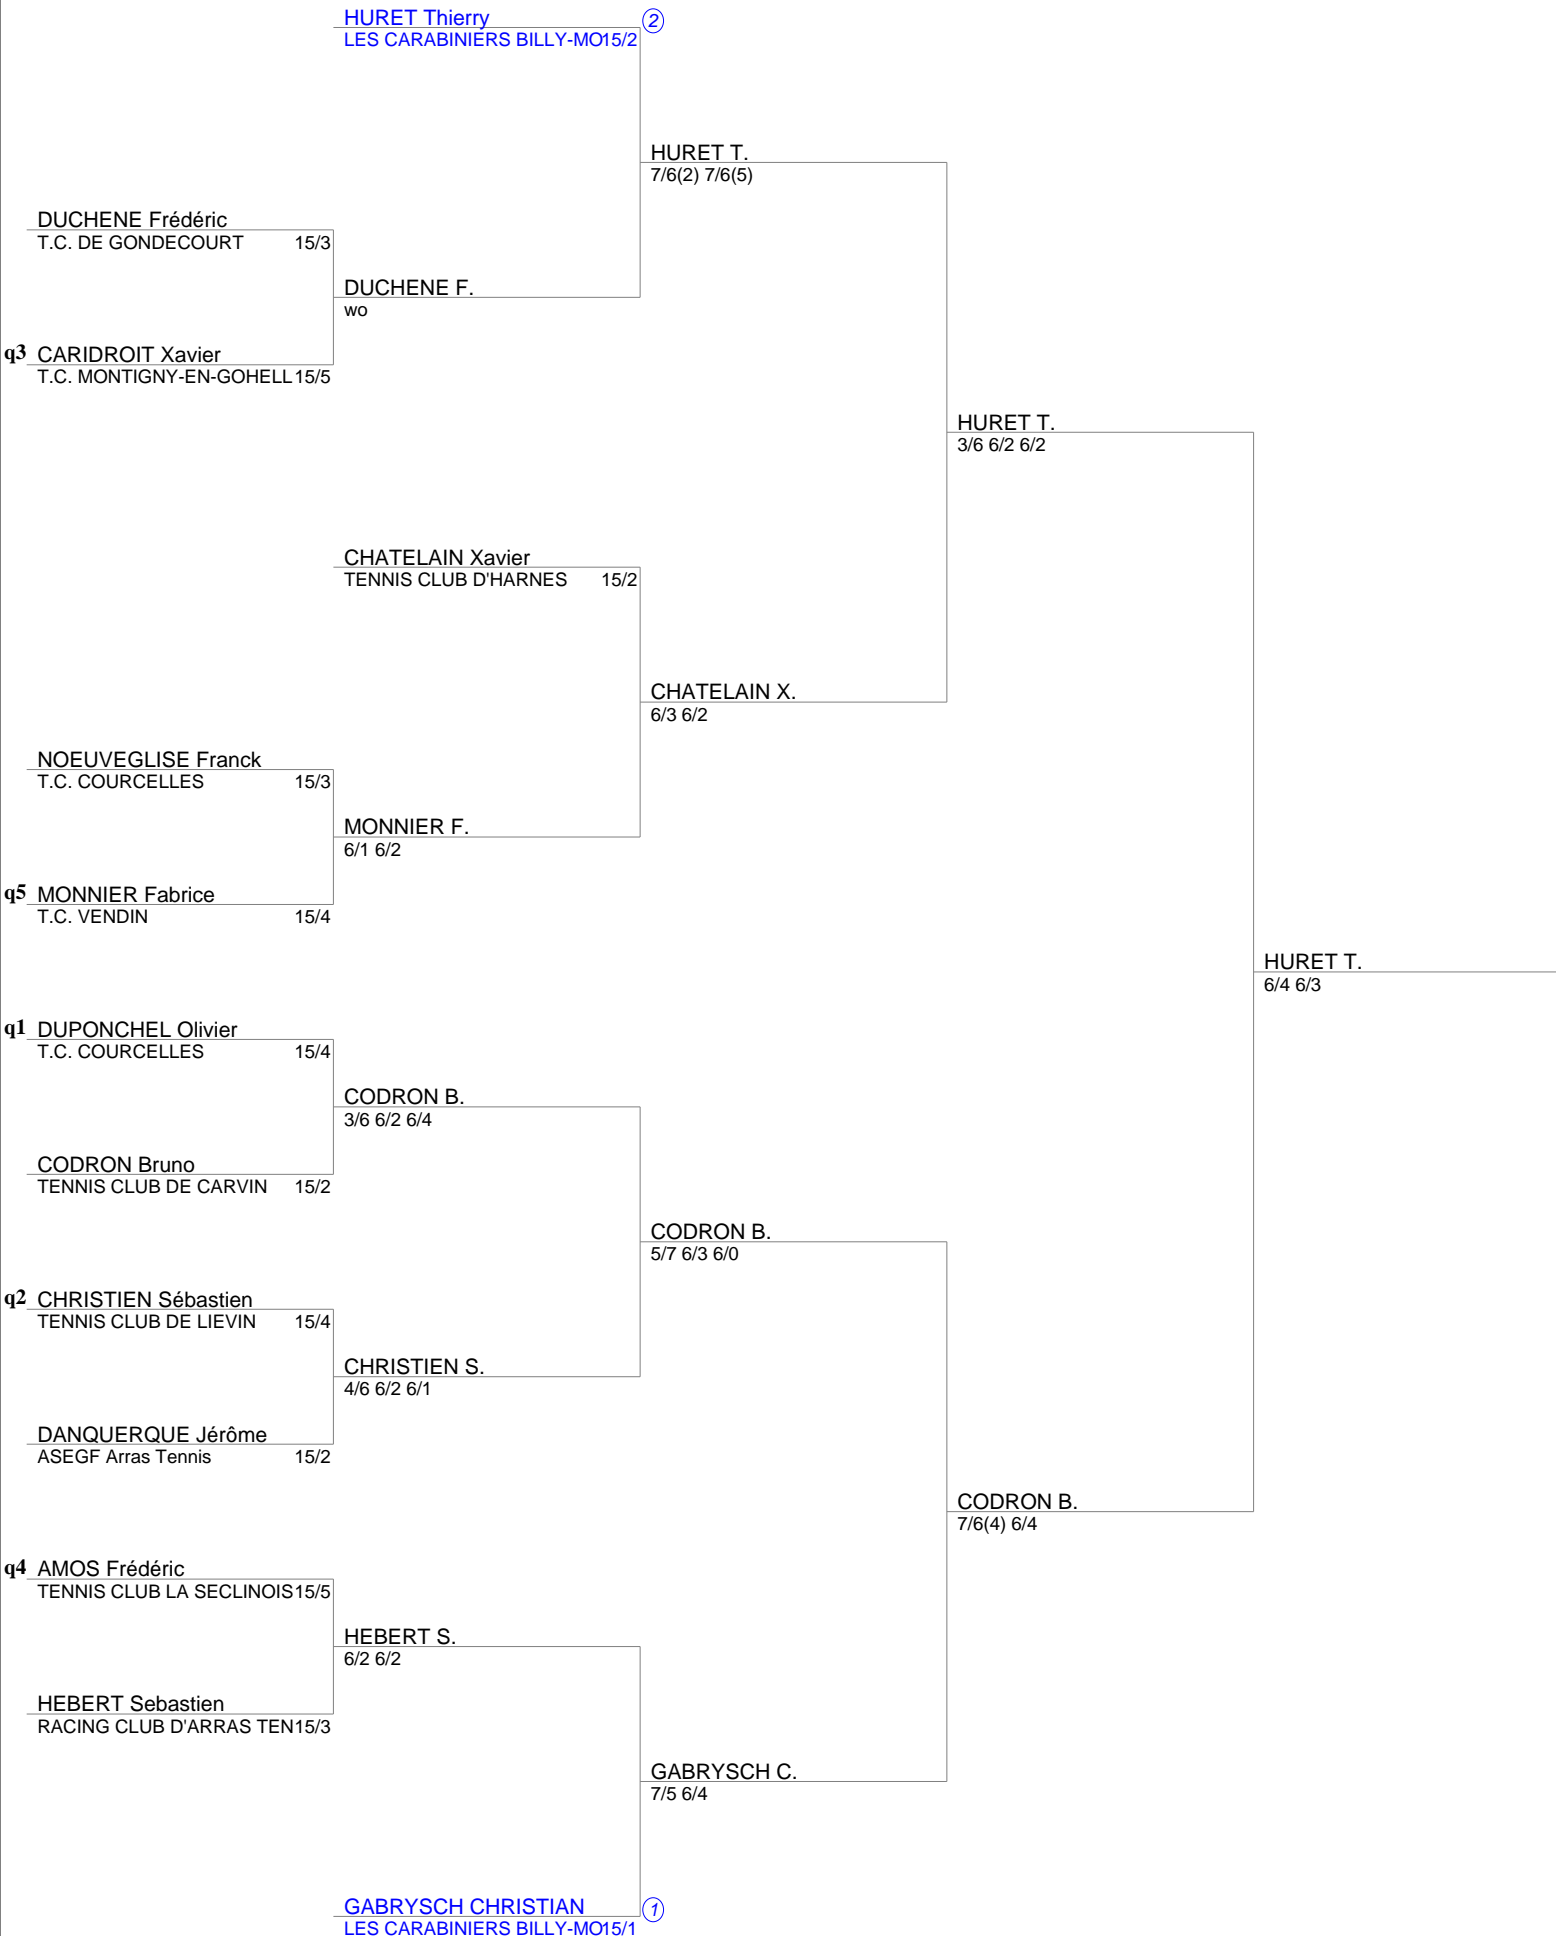 HURET Thierry 2
LES CARABINIERS BILLY-MO15/2
HURET T.
7/6(2) 7/6(5)
DUCHENE Frédéric
T.C. DE GONDECOURT 15/3
DUCHENE F.
wo
q3 CARIDROIT Xavier
T.C. MONTIGNY-EN-GOHELL15/5
HURET T.
3/6 6/2 6/2
CHATELAIN Xavier
TENNIS CLUB D'HARNES 15/2
CHATELAIN X.
6/3 6/2
NOEUVEGLISE Franck
T.C. COURCELLES 15/3
MONNIER F.
6/1 6/2
q5 MONNIER Fabrice
T.C. VENDIN 15/4
HURET T.
6/4 6/3
q1 DUPONCHEL Olivier
T.C. COURCELLES 15/4
CODRON B.
3/6 6/2 6/4
CODRON Bruno
TENNIS CLUB DE CARVIN 15/2
CODRON B.
5/7 6/3 6/0
q2 CHRISTIEN Sébastien
TENNIS CLUB DE LIEVIN 15/4
CHRISTIEN S.
4/6 6/2 6/1
DANQUERQUE Jérôme
ASEGF Arras Tennis 15/2
CODRON B.
7/6(4) 6/4
q4 AMOS Frédéric
TENNIS CLUB LA SECLINOIS15/5
HEBERT S.
6/2 6/2
HEBERT Sebastien
RACING CLUB D'ARRAS TEN15/3
GABRYSCH C.
7/5 6/4
GABRYSCH CHRISTIAN 1
LES CARABINIERS BILLY-MO15/1